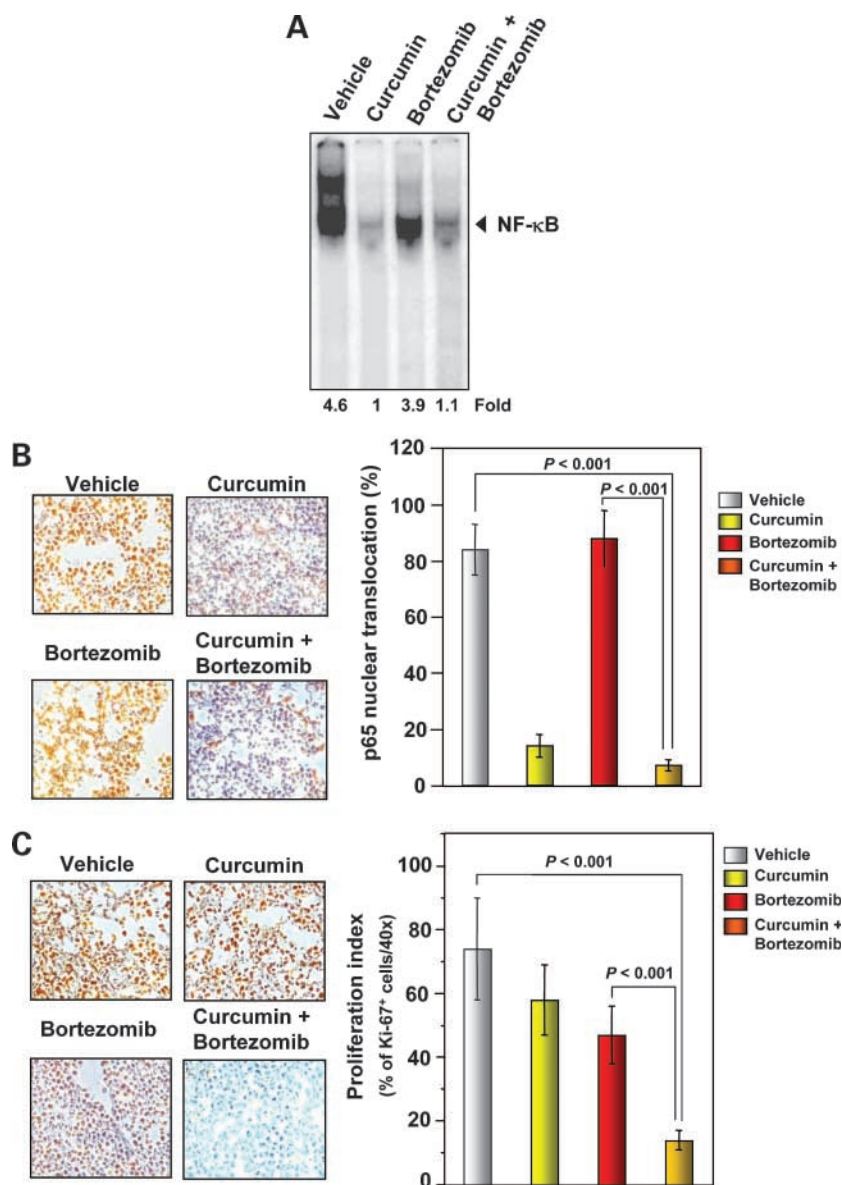 A
Vehicle
Curcumin
Bortezomib
Curcumin +
Bortezomib
NF-κB
4.6 1 3.9 1.1 Fold
B
Vehicle
Curcumin
Bortezomib
Curcumin +
Bortezomib
p65 nuclear translocation (%)
120
100
80
60
40
20
0
P < 0.001
P < 0.001
Vehicle
Curcumin
Bortezomib
Curcumin +
Bortezomib
C
Vehicle
Curcumin
Bortezomib
Curcumin +
Bortezomib
Proliferation index
(% of Ki-67⁺ cells/40x)
100
80
60
40
20
0
P < 0.001
P < 0.001
Vehicle
Curcumin
Bortezomib
Curcumin +
Bortezomib